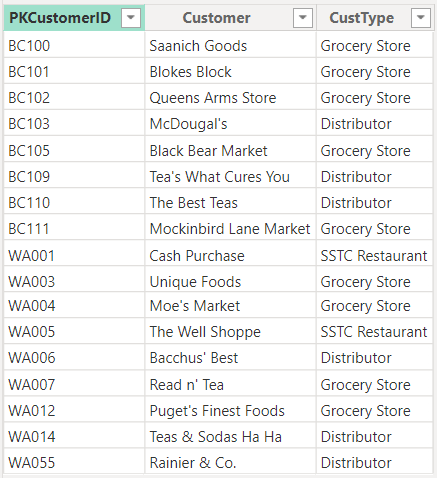 PKCustomerID Customer CustType
BC100 Saanich Goods Grocery Store
BC101 Blokes Block Grocery Store
BC102 Queens Arms Store Grocery Store
BC103 McDougal's Distributor
BC105 Black Bear Market Grocery Store
BC109 Tea's What Cures You Distributor
BC110 The Best Teas Distributor
BC111 Mockinbird Lane Market Grocery Store
WA001 Cash Purchase SSTC Restaurant
WA003 Unique Foods Grocery Store
WA004 Moe's Market Grocery Store
WA005 The Well Shoppe SSTC Restaurant
WA006 Bacchus' Best Distributor
WA007 Read n' Tea Grocery Store
WA012 Puget's Finest Foods Grocery Store
WA014 Teas & Sodas Ha Ha Distributor
WA055 Rainier & Co. Distributor